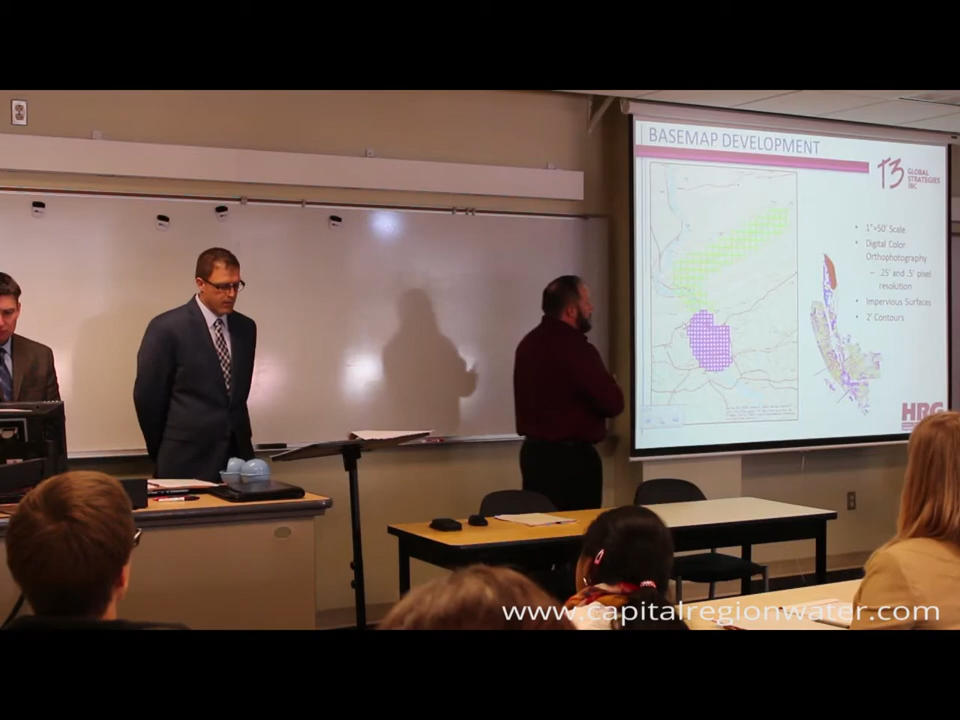 BASEMAP DEVELOPMENT
T3 GLOBAL
STRATEGIES
INC
• 1"=50' Scale
• Digital Color
Orthophotography
– .25' and .5' pixel
resolution
• Impervious Surfaces
• 2' Contours
HRG
www.capitalregionwater.com